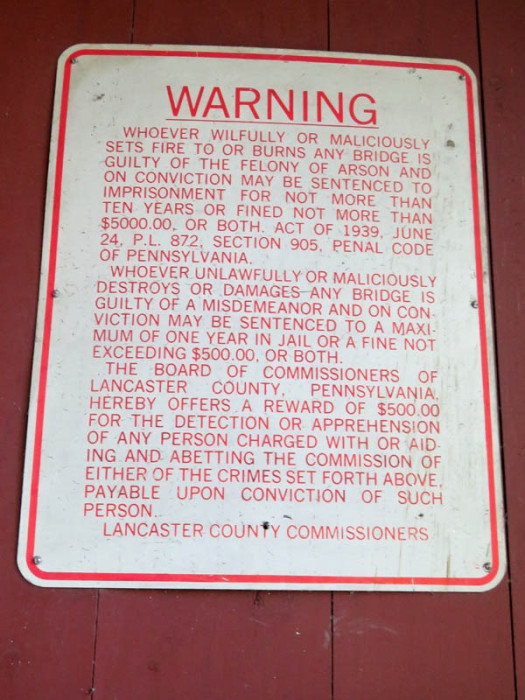 WARNING
WHOEVER WILFULLY OR MALICIOUSLY
SETS FIRE TO OR BURNS ANY BRIDGE IS
GUILTY OF THE FELONY OF ARSON AND
ON CONVICTION MAY BE SENTENCED TO
IMPRISONMENT FOR NOT MORE THAN
TEN YEARS OR FINED NOT MORE THAN
$5000.00, OR BOTH. ACT OF 1939, JUNE
24, P.L. 872, SECTION 905, PENAL CODE
OF PENNSYLVANIA.
WHOEVER UNLAWFULLY OR MALICIOUSLY
DESTROYS OR DAMAGES ANY BRIDGE IS
GUILTY OF A MISDEMEANOR AND ON CON-
VICTION MAY BE SENTENCED TO A MAXI-
MUM OF ONE YEAR IN JAIL OR A FINE NOT
EXCEEDING $500.00, OR BOTH.
THE BOARD OF COMMISSIONERS OF
LANCASTER COUNTY, PENNSYLVANIA,
HEREBY OFFERS A REWARD OF $500.00
FOR THE DETECTION OR APPREHENSION
OF ANY PERSON CHARGED WITH OR AID-
ING AND ABETTING THE COMMISSION OF
EITHER OF THE CRIMES SET FORTH ABOVE,
PAYABLE UPON CONVICTION OF SUCH
PERSON.
LANCASTER COUNTY COMMISSIONERS